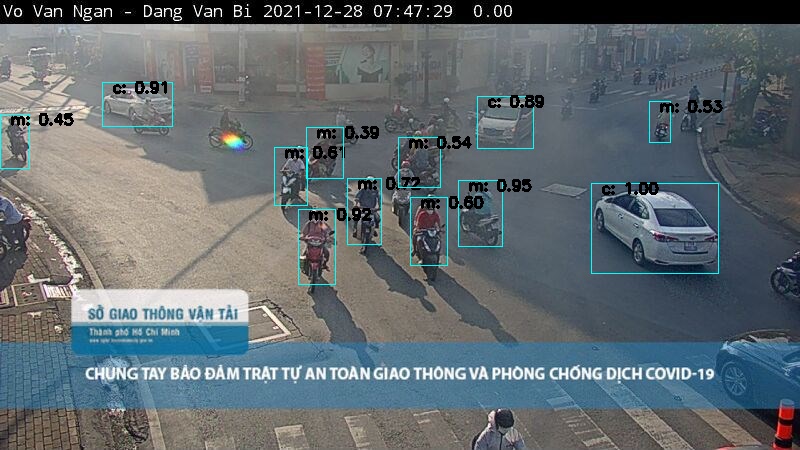 Vo Van Ngan - Dang Van Bi 2021-12-28 07:47:29 0.00
c: 0.91
c: 0.89
m: 0.53
m: 0.45
m: 0.39
m: 0.54
m: 0.61
m: 0.72
m: 0.95
c: 1.00
m: 0.92
m: 0.60
SỞ GIAO THÔNG VẬN TẢI
Thành phố Hồ Chí Minh
CHUNG TAY BẢO ĐẢM TRẬT TỰ AN TOÀN GIAO THÔNG VÀ PHÒNG CHỐNG DỊCH COVID-19